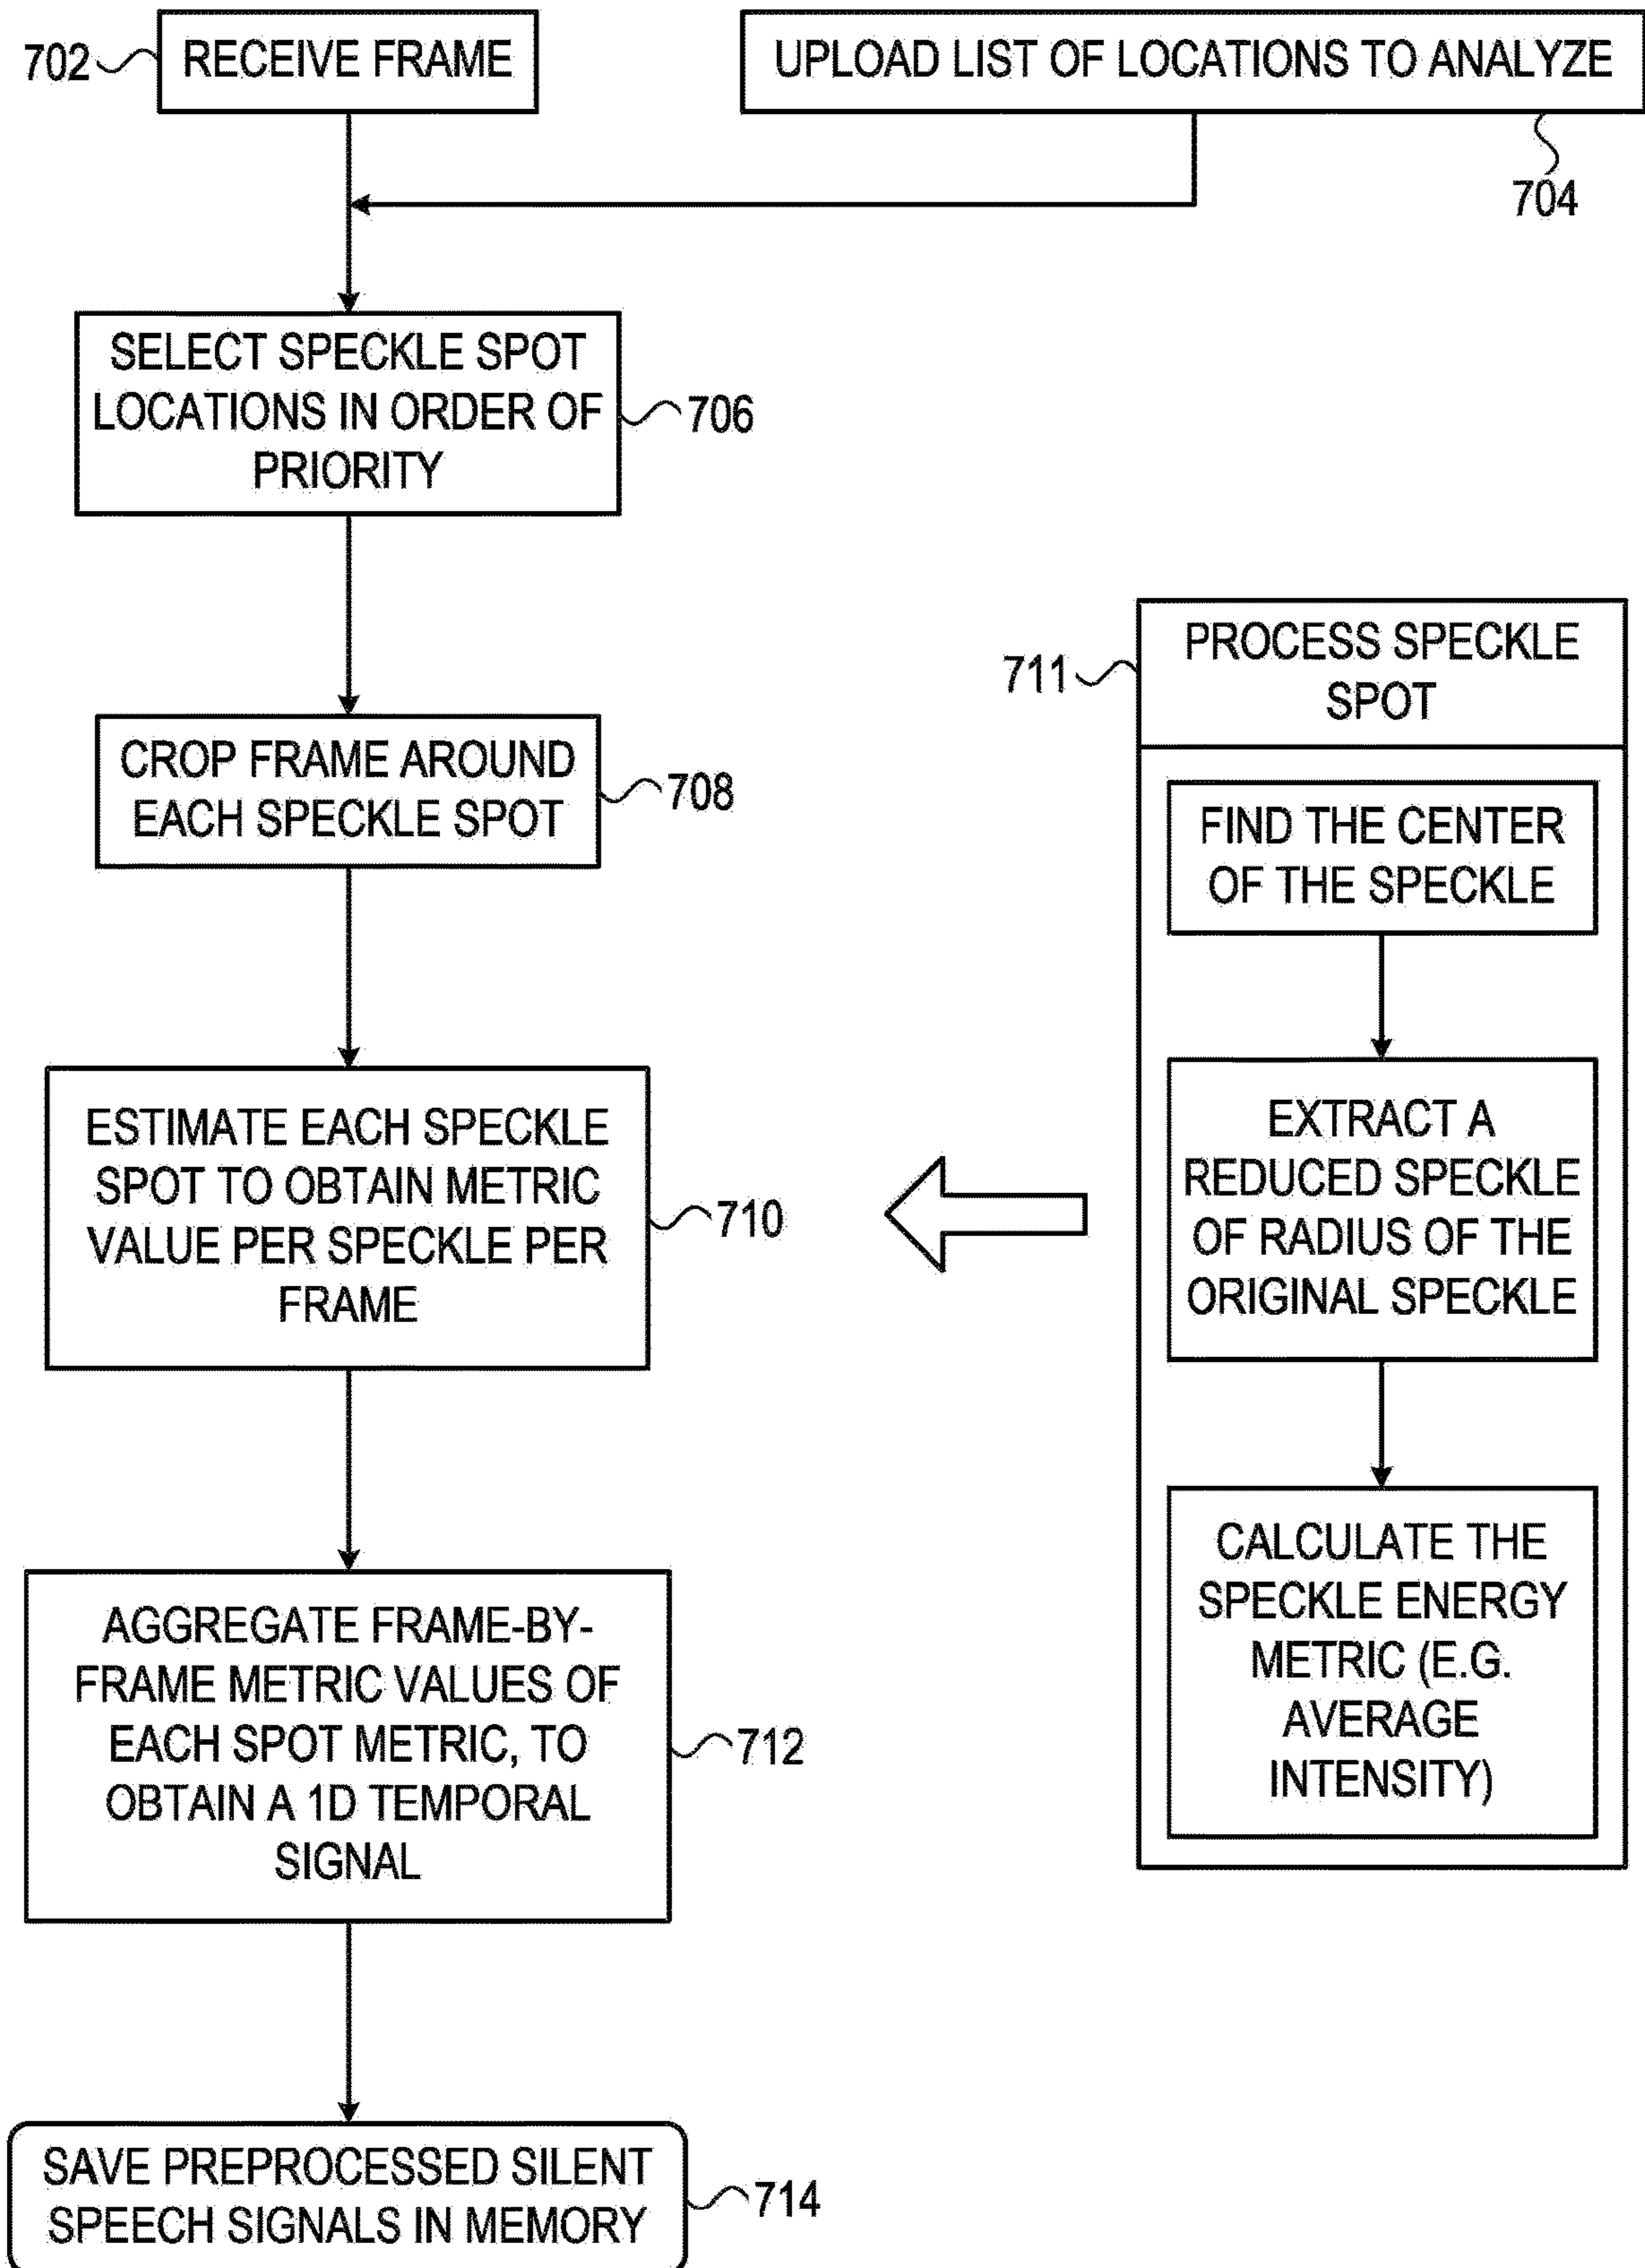 702
RECEIVE FRAME
UPLOAD LIST OF LOCATIONS TO ANALYZE
704
SELECT SPECKLE SPOT
LOCATIONS IN ORDER OF
PRIORITY
706
CROP FRAME AROUND
EACH SPECKLE SPOT
708
ESTIMATE EACH SPECKLE
SPOT TO OBTAIN METRIC
VALUE PER SPECKLE PER
FRAME
710
711
PROCESS SPECKLE
SPOT
FIND THE CENTER
OF THE SPECKLE
EXTRACT A
REDUCED SPECKLE
OF RADIUS OF THE
ORIGINAL SPECKLE
CALCULATE THE
SPECKLE ENERGY
METRIC (E.G.
AVERAGE
INTENSITY)
AGGREGATE FRAME-BY-
FRAME METRIC VALUES OF
EACH SPOT METRIC, TO
OBTAIN A 1D TEMPORAL
SIGNAL
712
SAVE PREPROCESSED SILENT
SPEECH SIGNALS IN MEMORY
714